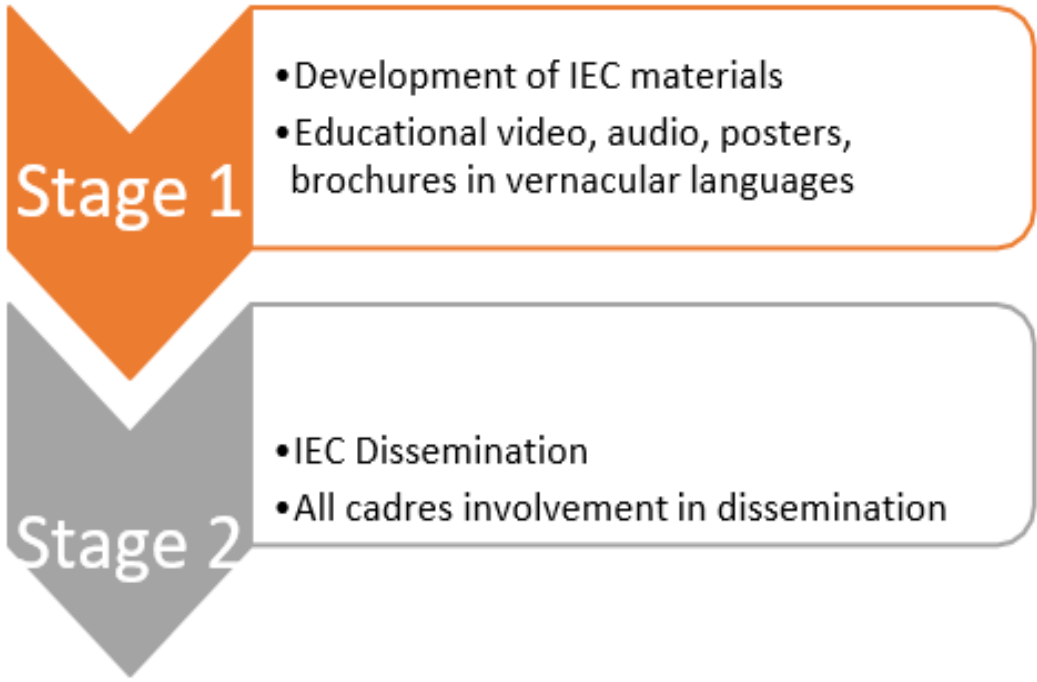 Stage 1
•Development of IEC materials
•Educational video, audio, posters,
brochures in vernacular languages
Stage 2
•IEC Dissemination
•All cadres involvement in dissemination